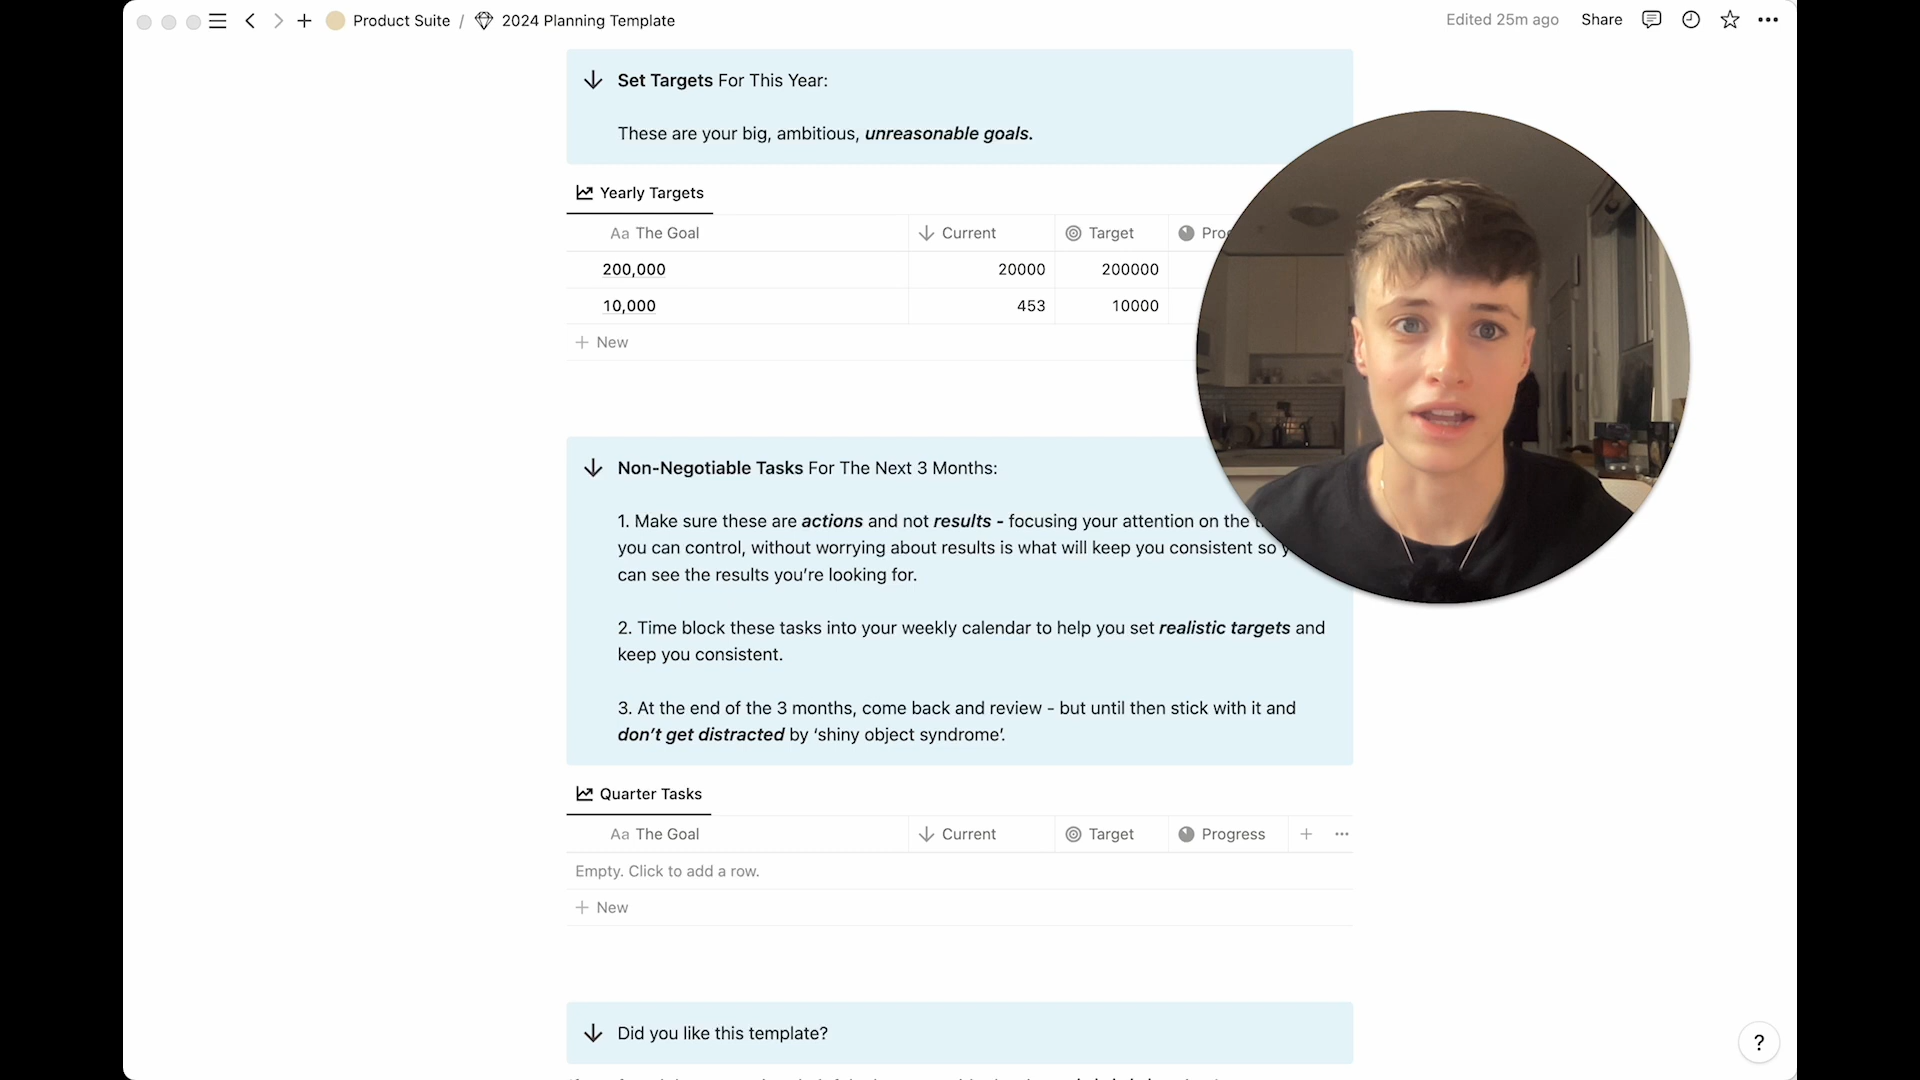 Product Suite / 2024 Planning Template
Edited 25m ago Share
Set Targets For This Year:
These are your big, ambitious, unreasonable goals.
Yearly Targets
Aa The Goal Current Target
200,000 20000 200000
10,000 453 10000
+ New
Non-Negotiable Tasks For The Next 3 Months:
1. Make sure these are actions and not results - focusing your attention on the
you can control, without worrying about results is what will keep you consistent so
can see the results you’re looking for.
2. Time block these tasks into your weekly calendar to help you set realistic targets and
keep you consistent.
3. At the end of the 3 months, come back and review - but until then stick with it and
don’t get distracted by ‘shiny object syndrome’.
Quarter Tasks
Aa The Goal Current Target Progress + ...
Empty. Click to add a row.
+ New
Did you like this template?
?